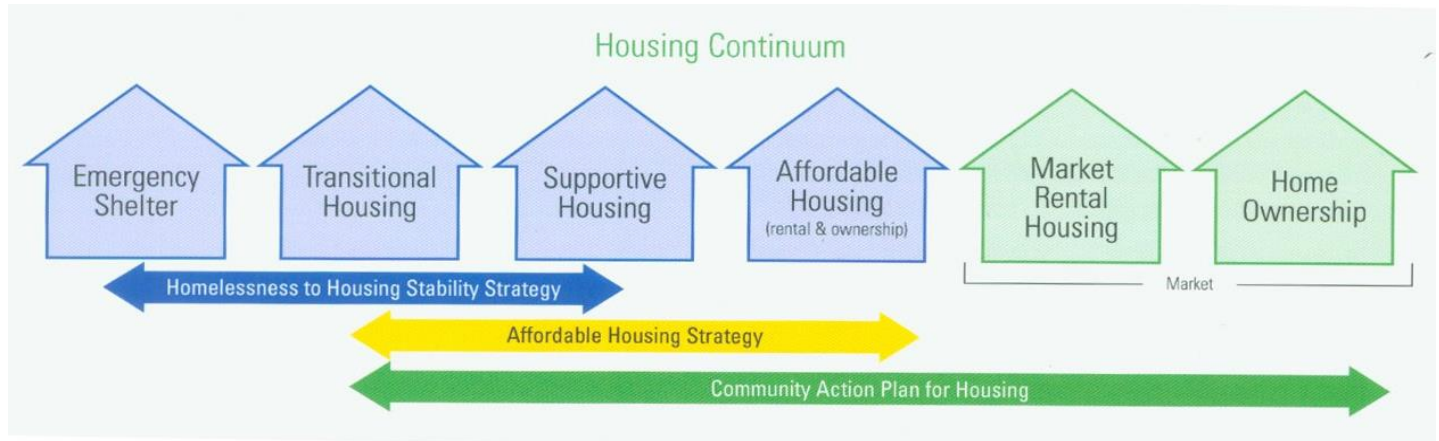 Housing Continuum
Emergency
Shelter
Transitional
Housing
Supportive
Housing
Affordable
Housing
(rental & ownership)
Market
Rental
Housing
Home
Ownership
Homelessness to Housing Stability Strategy
Market
Affordable Housing Strategy
Community Action Plan for Housing